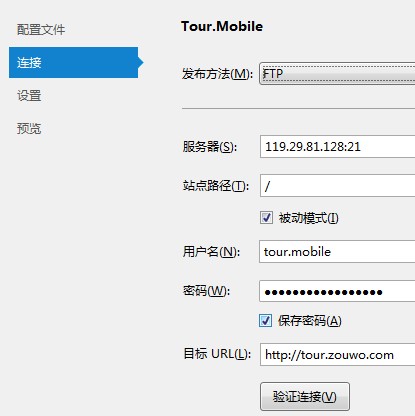 Tour.Mobile
配置文件
连接
设置
预览
发布方法(M): FTP
服务器(S): 119.29.81.128:21
站点路径(T): /
被动模式(I)
用户名(N): tour.mobile
密码(W): ●●●●●●●●●●●●●●●●●
保存密码(A)
目标 URL(L): http://tour.zouwo.com
验证连接(V)